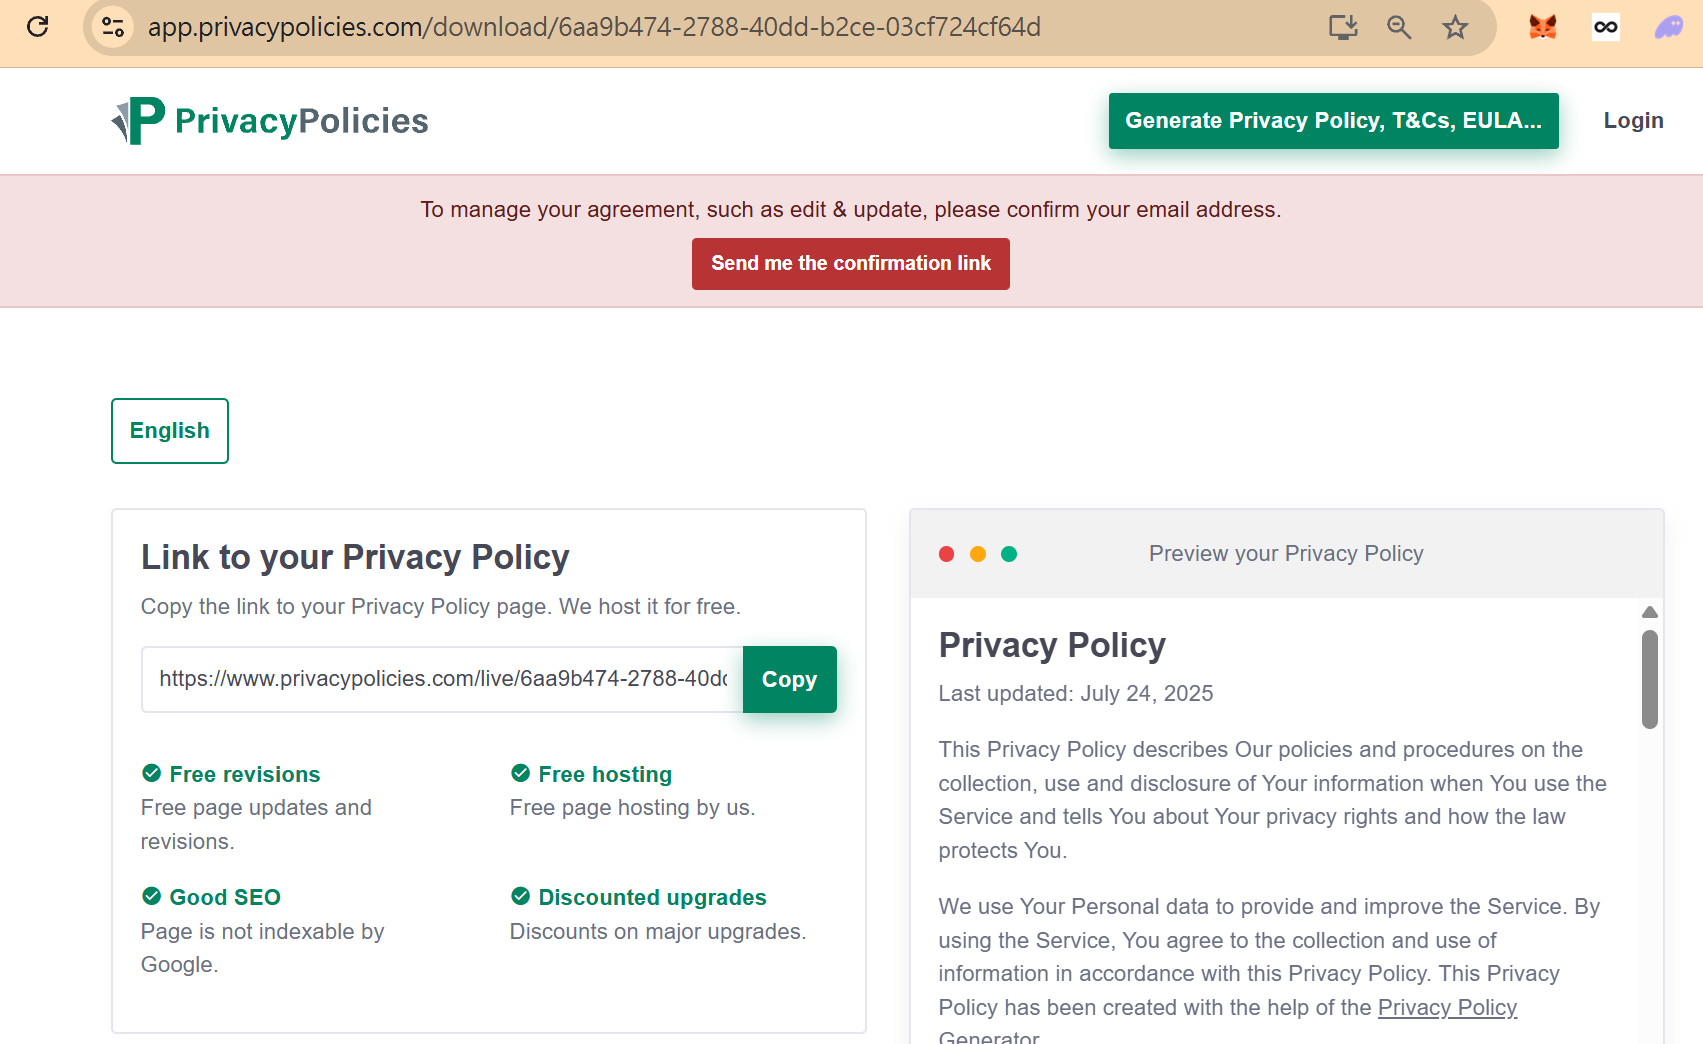 app.privacypolicies.com/download/6aa9b474-2788-40dd-b2ce-03cf724cf64d
PrivacyPolicies
Generate Privacy Policy, T&Cs, EULA...
Login
To manage your agreement, such as edit & update, please confirm your email address.
Send me the confirmation link
English
Link to your Privacy Policy
Copy the link to your Privacy Policy page. We host it for free.
https://www.privacypolicies.com/live/6aa9b474-2788-40d
Copy
Free revisions
Free page updates and
revisions.
Free hosting
Free page hosting by us.
Good SEO
Page is not indexable by
Google.
Discounted upgrades
Discounts on major upgrades.
Preview your Privacy Policy
Privacy Policy
Last updated: July 24, 2025
This Privacy Policy describes Our policies and procedures on the
collection, use and disclosure of Your information when You use the
Service and tells You about Your privacy rights and how the law
protects You.
We use Your Personal data to provide and improve the Service. By
using the Service, You agree to the collection and use of
information in accordance with this Privacy Policy. This Privacy
Policy has been created with the help of the Privacy Policy
Generator.